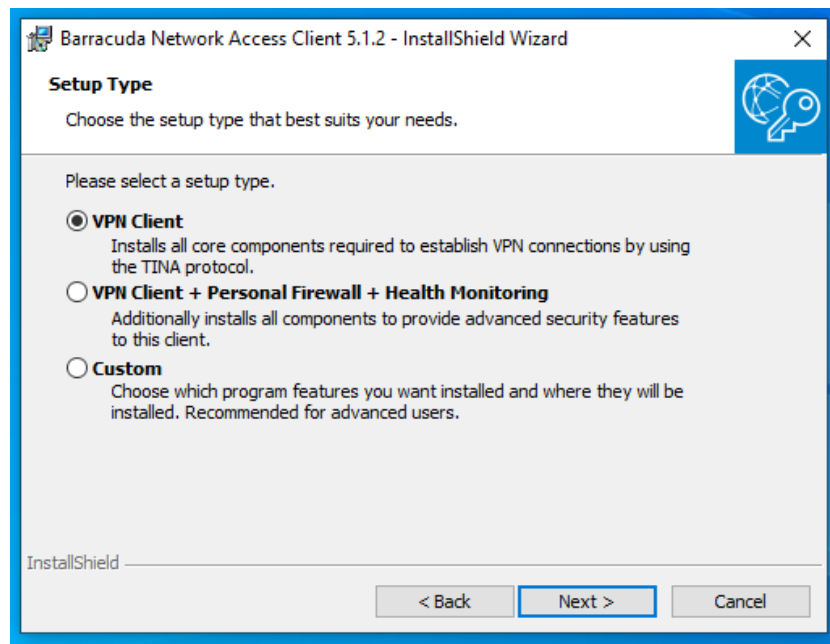 Barracuda Network Access Client 5.1.2 - InstallShield Wizard
Setup Type
Choose the setup type that best suits your needs.
Please select a setup type.
VPN Client
Installs all core components required to establish VPN connections by using
the TINA protocol.
VPN Client + Personal Firewall + Health Monitoring
Additionally installs all components to provide advanced security features
to this client.
Custom
Choose which program features you want installed and where they will be
installed. Recommended for advanced users.
InstallShield
< Back Next > Cancel